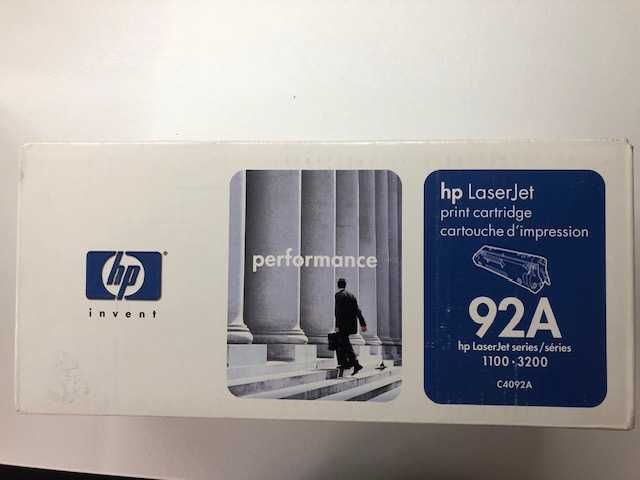 hp
invent
performance
hp LaserJet
print cartridge
cartouche d'impression
92A
hp LaserJet series/séries
1100 · 3200
C4092A